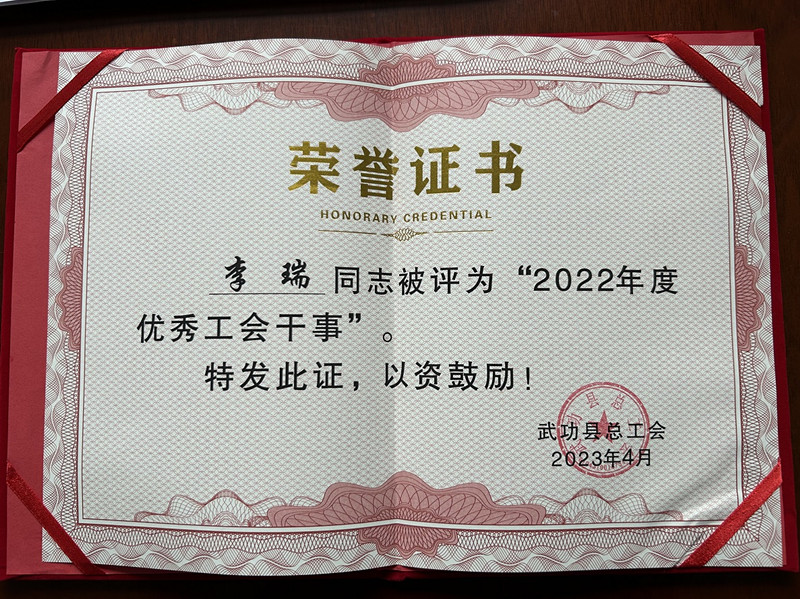 荣誉证书
HONORARY CREDENTIAL
李瑞同志被评为“2022年度
优秀工会干事”。
特发此证，以资鼓励！
武功县总工会
2023年4月